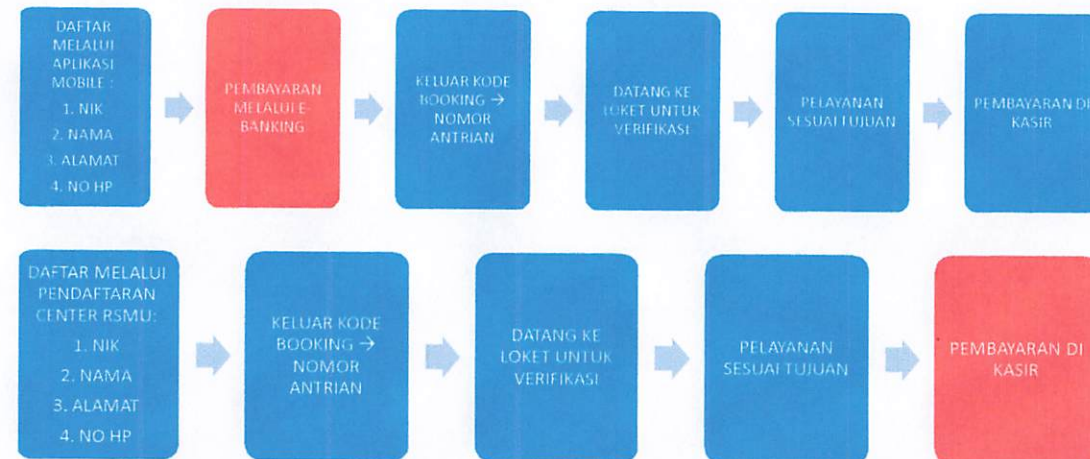 DAFTAR
MELALUI
APLIKASI
MOBILE :
1. NIK
2. NAMA
3. ALAMAT
4. NO HP
PEMBAYARAN
MELALUI E-
BANKING
KELUAR KODE
BOOKING →
NOMOR
ANTRIAN
DATANG KE
LOKET UNTUK
VERIFIKASI
PELAYANAN
SESUAI TUJUAN
PEMBAYARAN DI
KASIR
DAFTAR MELALUI
PENDAFTARAN
CENTER RSMU:
1. NIK
2. NAMA
3. ALAMAT
4. NO HP
KELUAR KODE
BOOKING →
NOMOR
ANTRIAN
DATANG KE
LOKET UNTUK
VERIFIKASI
PELAYANAN
SESUAI TUJUAN
PEMBAYARAN DI
KASIR